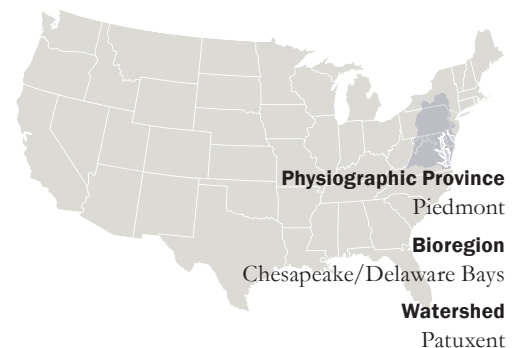 Physiographic Province
Piedmont
Bioregion
Chesapeake/Delaware Bays
Watershed
Patuxent